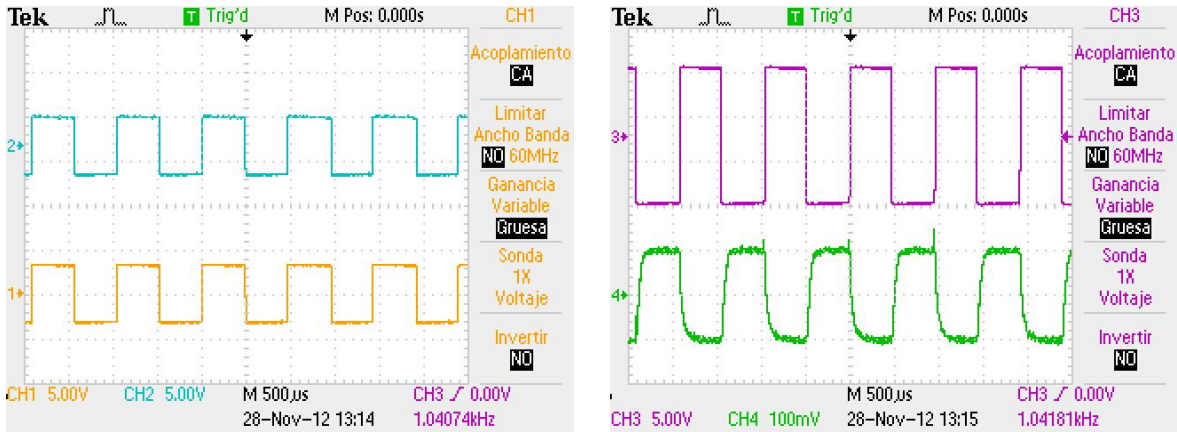 Tek T Trig'd M Pos: 0.000s CH1
Acoplamiento
CA
Limitar
Ancho Banda
NO 60MHz
Ganancia
Variable
Gruesa
Sonda
1X
Voltaje
Invertir
NO
2
1
CH1 5.00V CH2 5.00V M 500µs CH3 / 0.00V
28-Nov-12 13:14 1.04074kHz
Tek T Trig'd M Pos: 0.000s CH3
Acoplamiento
CA
Limitar
Ancho Banda
NO 60MHz
Ganancia
Variable
Gruesa
Sonda
1X
Voltaje
Invertir
NO
3
4
CH3 5.00V CH4 100mV M 500µs CH3 / 0.00V
28-Nov-12 13:15 1.04181kHz